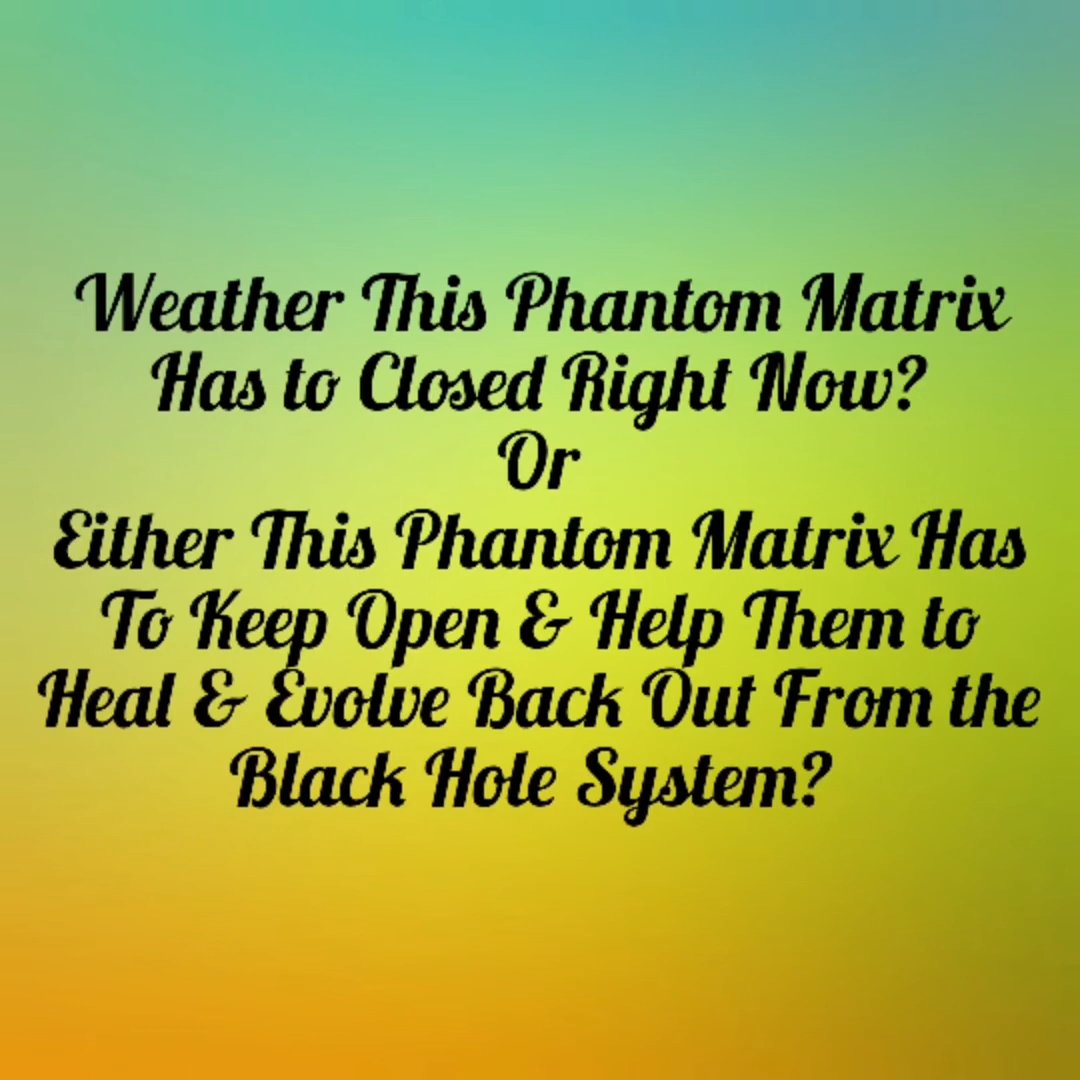 Weather This Phantom Matrix
Has to Closed Right Now?
Or
Either This Phantom Matrix Has
To Keep Open & Help Them to
Heal & Evolve Back Out From the
Black Hole System?